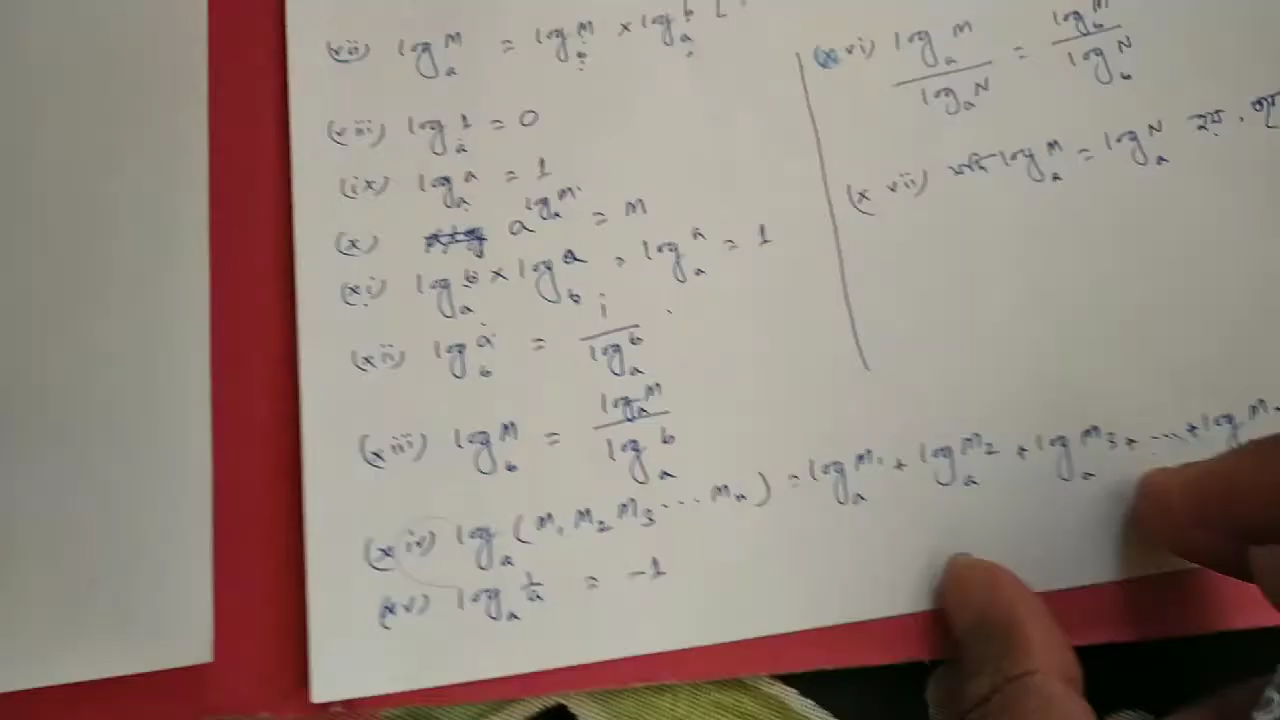 (vii) log_a^M = log_b^M × log_a^b [
(viii) log_a^1 = 0
(ix) log_a^a = 1
(x) a^{log_a^M} = M
(xi) log_a^b × log_b^a = log_a^a = 1
(xii) log_b^a = 1/log_a^b
(xiii) log_b^M = log_a^M/log_a^b
(xiv) log_a(M₁ M₂ M₃ ... Mₙ) = log_a^{M₁} + log_a^{M₂} + log_a^{M₃} + ... + log^M
(xv) log_a^{1/a} = -1
(xvi) log_a^M/log_a^N = log_b^M/log_b^N
(xvii) যদি log_a^M = log_a^N হয়,